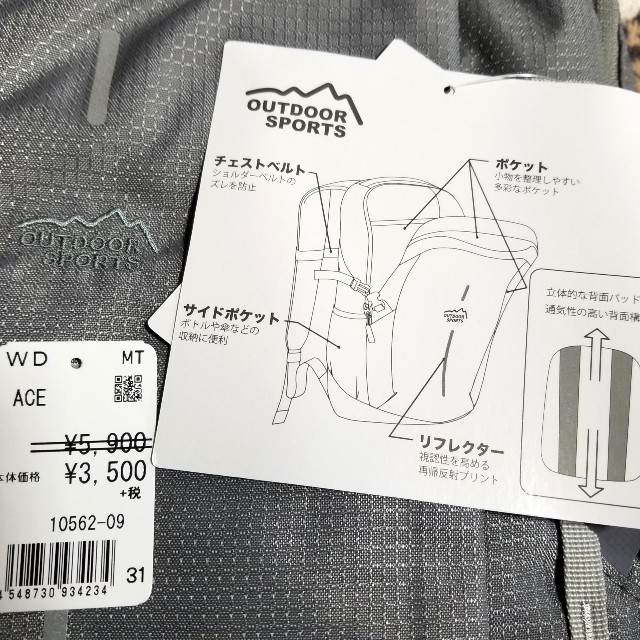 OUTDOOR
SPORTS
チェストベルト
ショルダーベルトの
ズレを防止
ポケット
小物を整理しやすい
多彩なポケット
サイドポケット
ボトルや傘などの
収納に便利
OUTDOOR
SPORTS
リフレクター
視認性を高める
再帰反射プリント
立体的な背面パッド
通気性の高い背面構
OUTDOOR
SPORTS
WD MT
ACE
¥5,900
体価格 ¥3,500
+税
10562-09
31
4548730934234